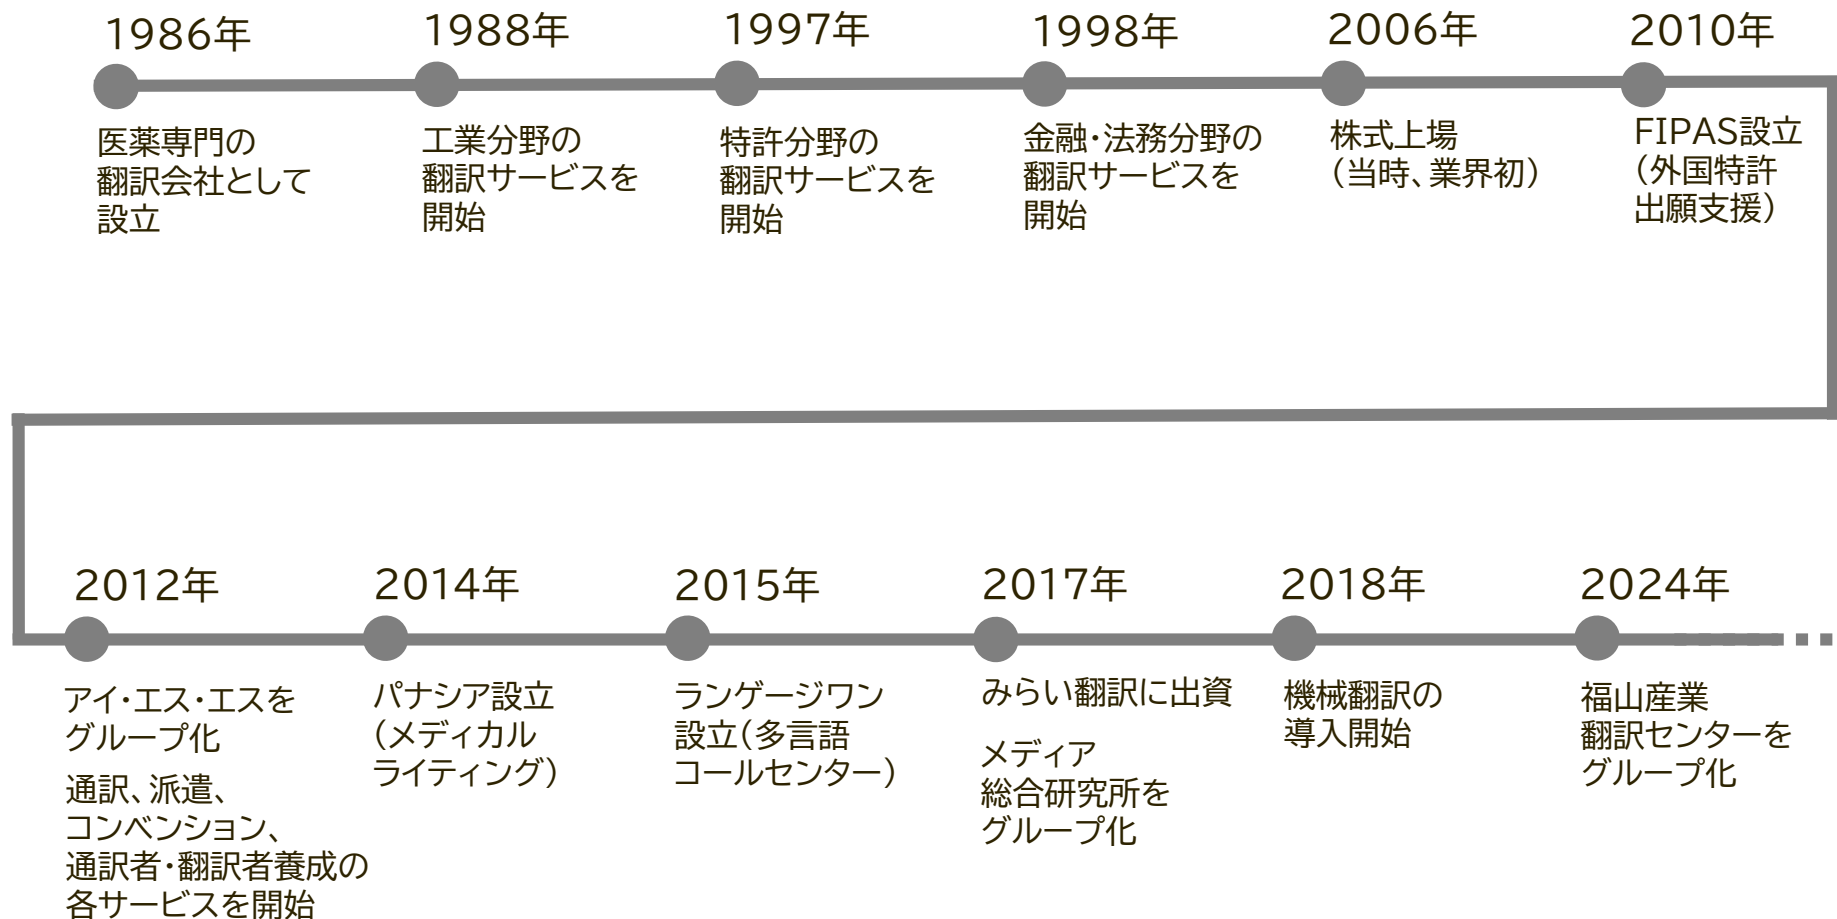 1986年
医薬専門の
翻訳会社として
設立
1988年
工業分野の
翻訳サービスを
開始
1997年
特許分野の
翻訳サービスを
開始
1998年
金融・法務分野の
翻訳サービスを
開始
2006年
株式上場
（当時、業界初）
2010年
FIPAS設立
（外国特許
出願支援）
2012年
アイ・エス・エスを
グループ化
通訳、派遣、
コンベンション、
通訳者・翻訳者養成の
各サービスを開始
2014年
パナシア設立
（メディカル
ライティング）
2015年
ランゲージワン
設立（多言語
コールセンター）
2017年
みらい翻訳に出資
メディア
総合研究所を
グループ化
2018年
機械翻訳の
導入開始
2024年
福山産業
翻訳センターを
グループ化